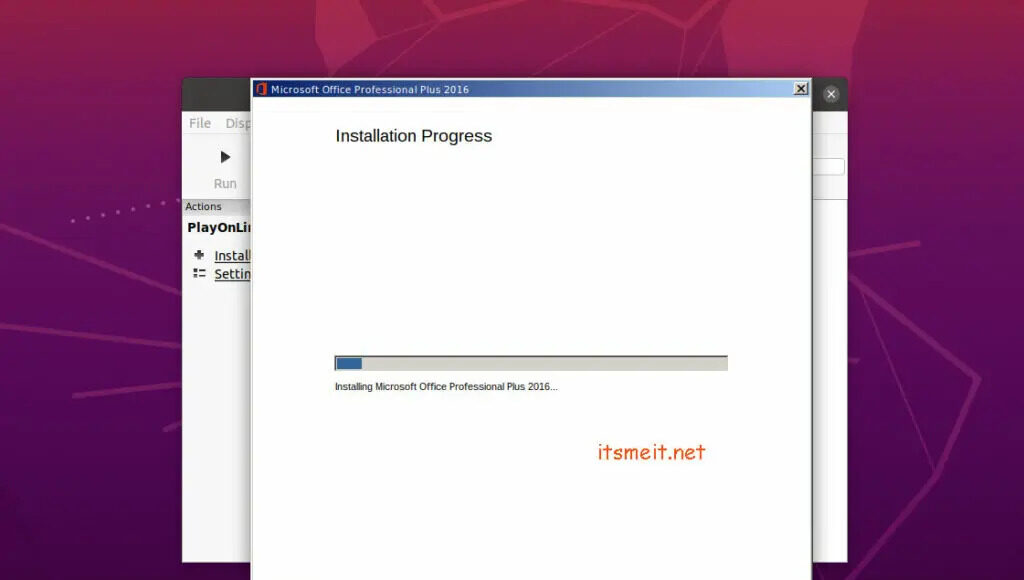 Microsoft Office Professional Plus 2016
File Disp
Installation Progress
Run
Actions
PlayOnLin
Install
Settin
Installing Microsoft Office Professional Plus 2016...
itsmeit.net